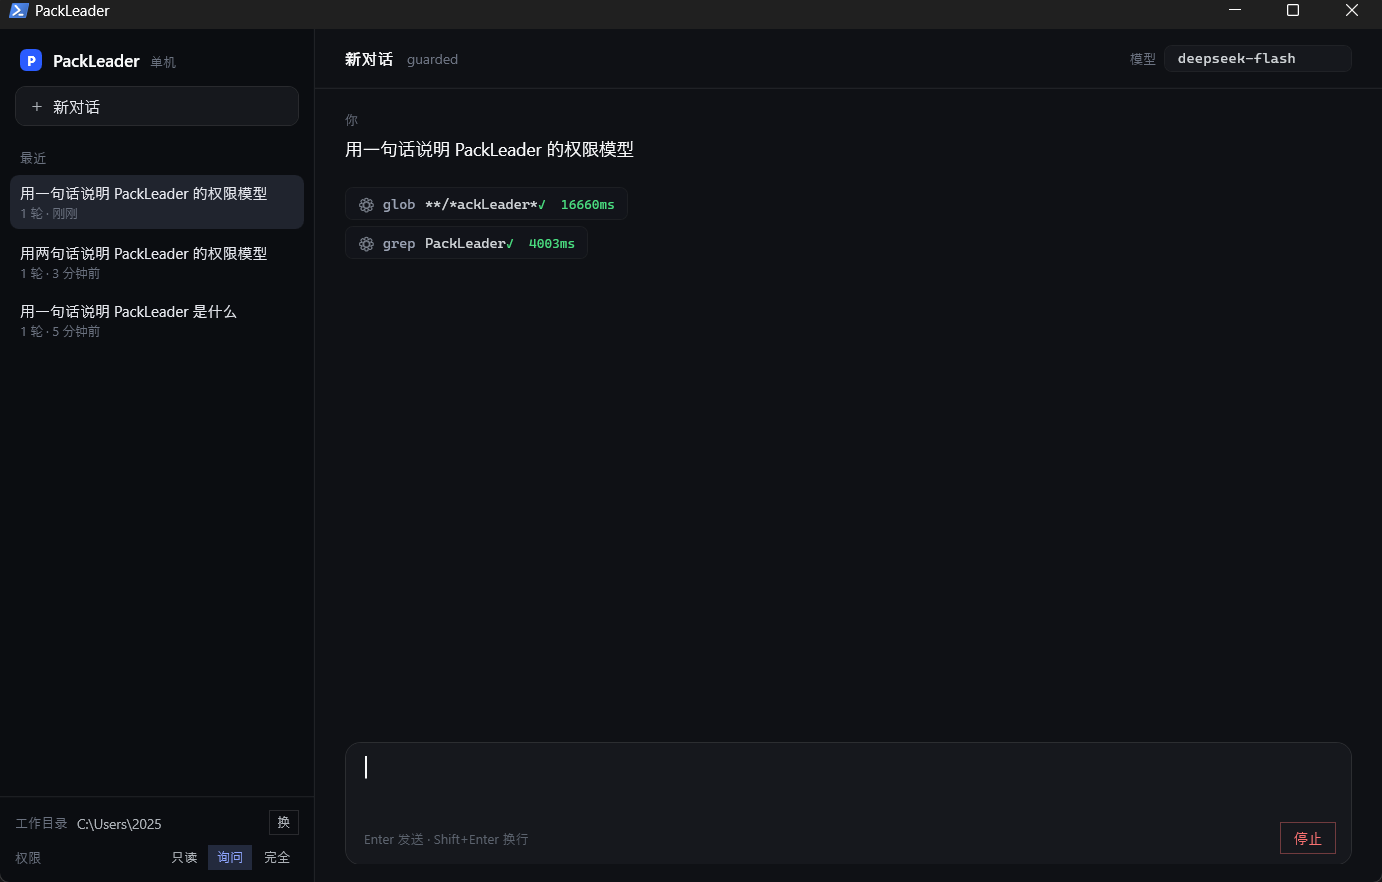 PackLeader
P PackLeader 单机
+ 新对话
最近
用一句话说明 PackLeader 的权限模型
1 轮 · 刚刚
用两句话说明 PackLeader 的权限模型
1 轮 · 3 分钟前
用一句话说明 PackLeader 是什么
1 轮 · 5 分钟前
工作目录 C:\Users\2025 换
权限 只读 询问 完全
新对话 guarded
模型 deepseek-flash
你
用一句话说明 PackLeader 的权限模型
glob **/*ackLeader*✓ 16660ms
grep PackLeader✓ 4003ms
Enter 发送 · Shift+Enter 换行
停止